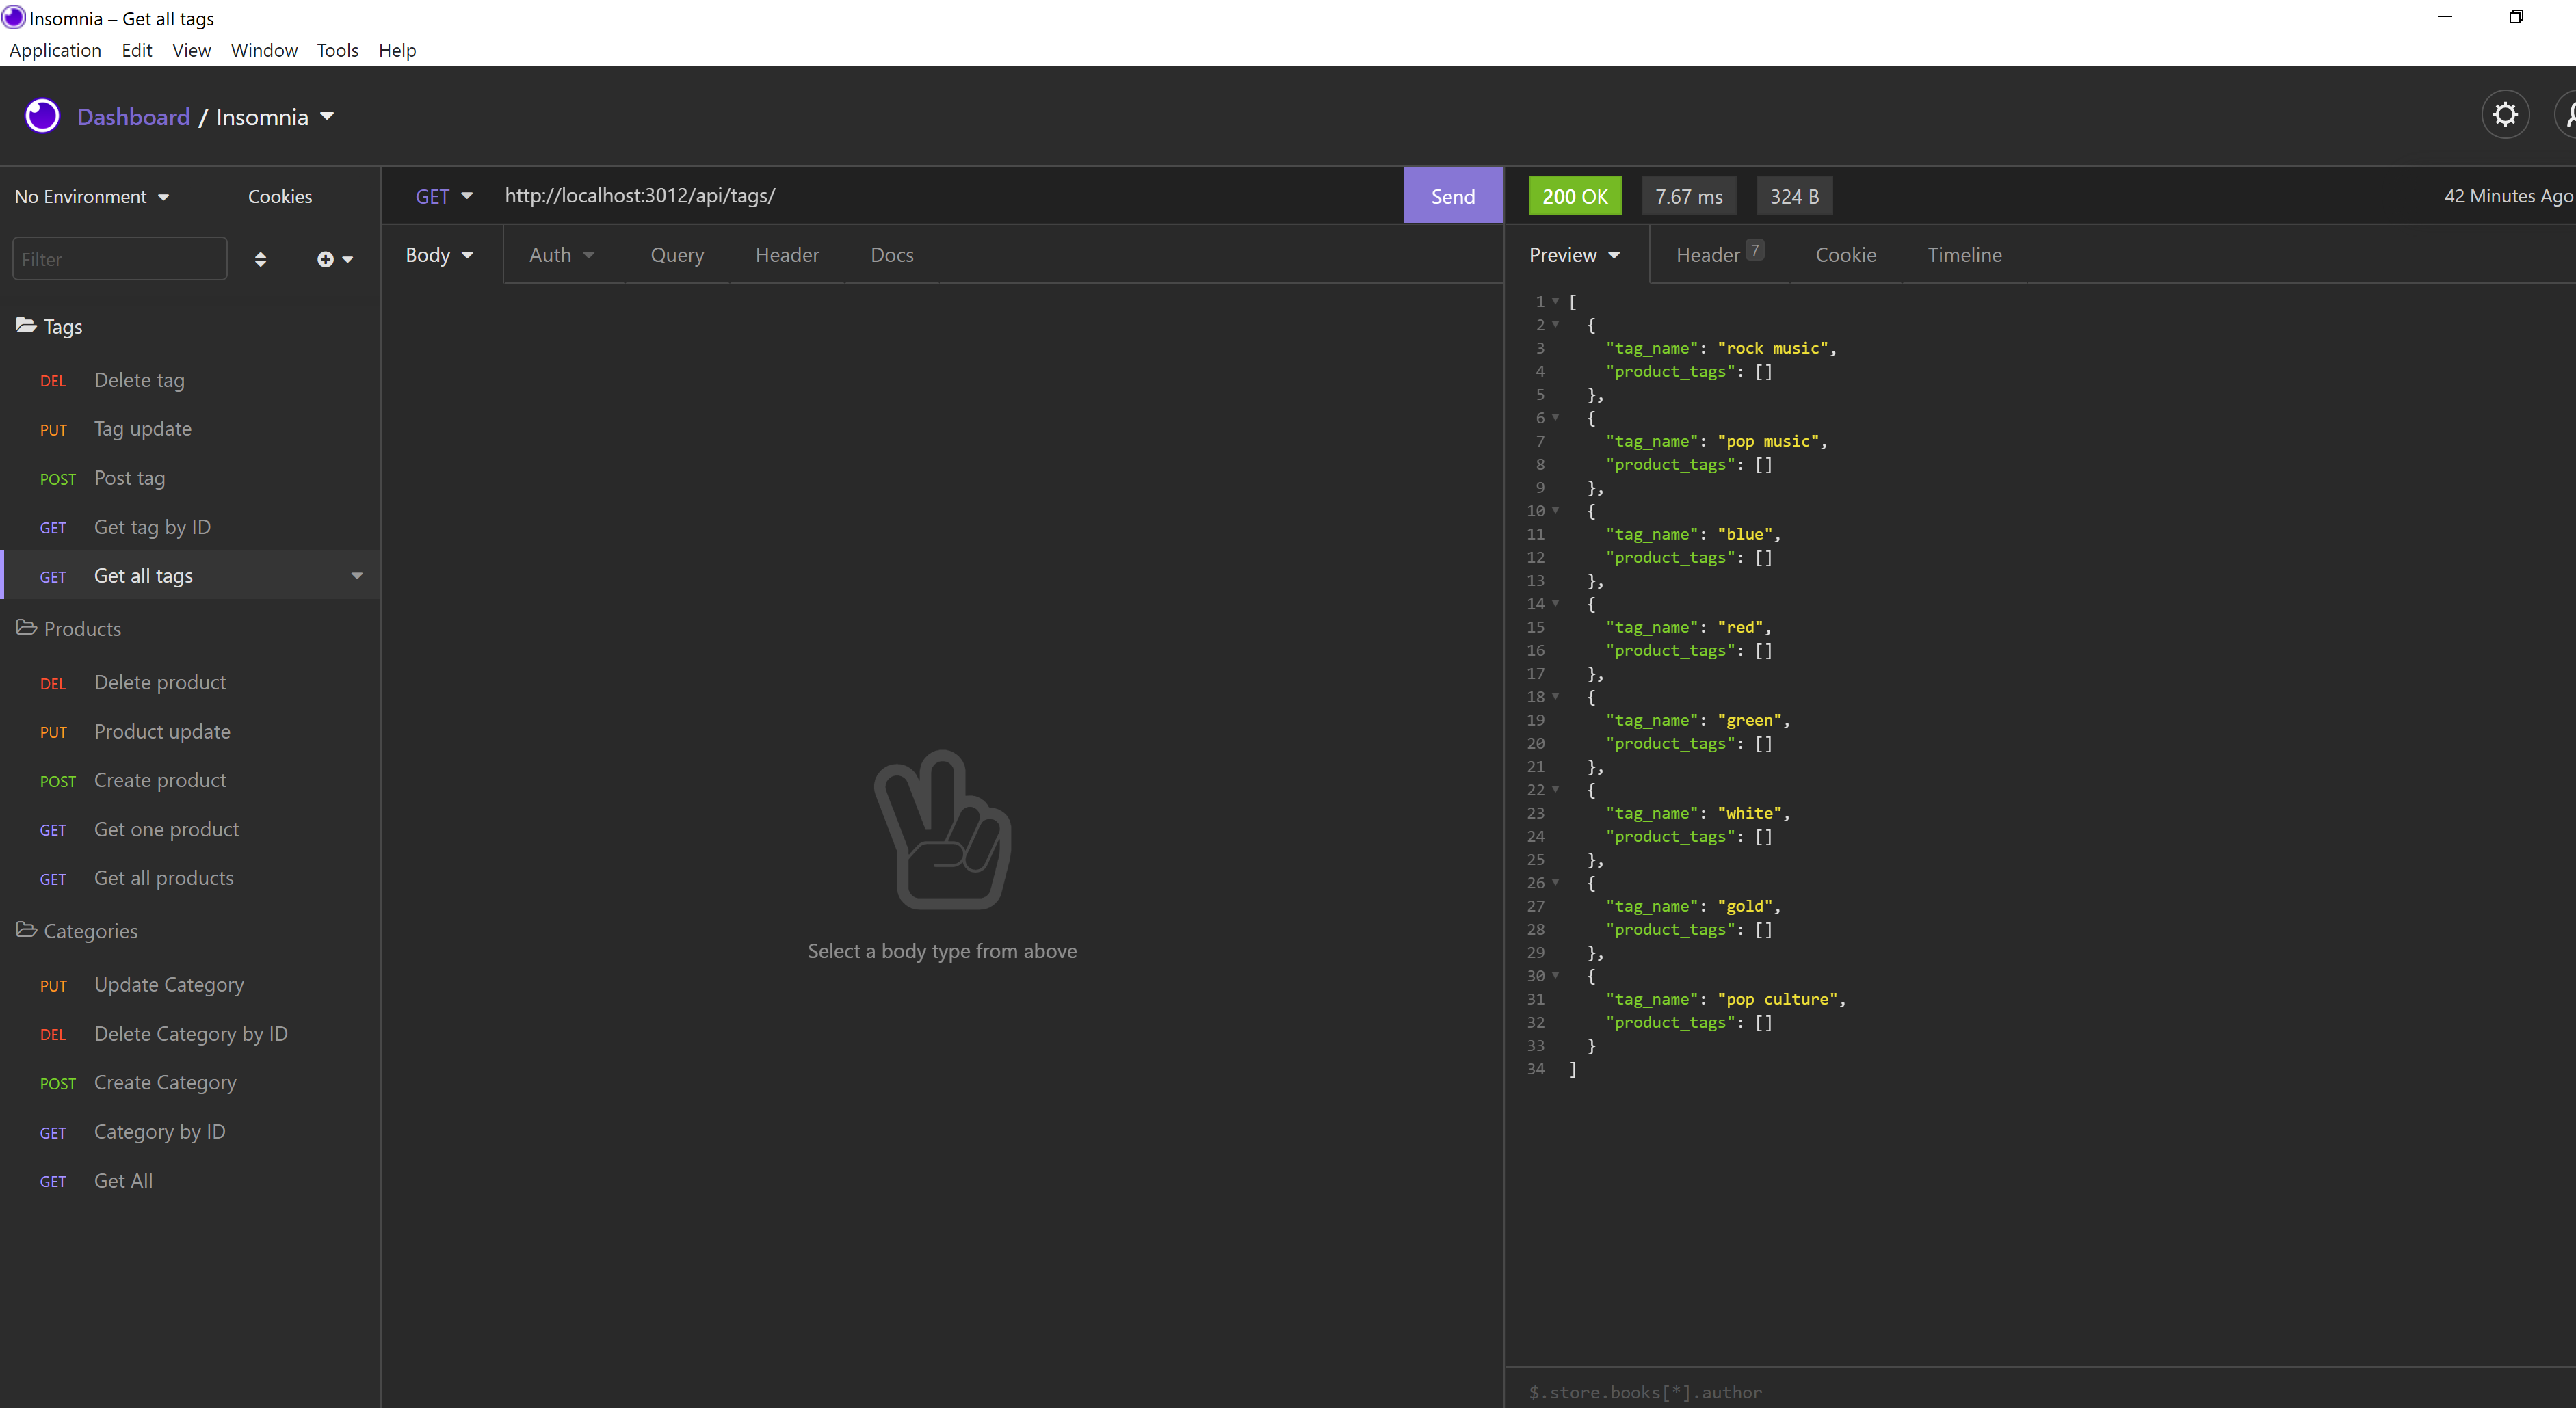 Insomnia – Get all tags
Application Edit View Window Tools Help
Dashboard / Insomnia
No Environment Cookies
Filter
Tags
DEL Delete tag
PUT Tag update
POST Post tag
GET Get tag by ID
GET Get all tags
Products
DEL Delete product
PUT Product update
POST Create product
GET Get one product
GET Get all products
Categories
PUT Update Category
DEL Delete Category by ID
POST Create Category
GET Category by ID
GET Get All
GET http://localhost:3012/api/tags/ Send
Body Auth Query Header Docs
Select a body type from above
200 OK 7.67 ms 324 B 42 Minutes Ago
Preview Header 7 Cookie Timeline
1 [
2 {
3 "tag_name": "rock music",
4 "product_tags": []
5 },
6 {
7 "tag_name": "pop music",
8 "product_tags": []
9 },
10 {
11 "tag_name": "blue",
12 "product_tags": []
13 },
14 {
15 "tag_name": "red",
16 "product_tags": []
17 },
18 {
19 "tag_name": "green",
20 "product_tags": []
21 },
22 {
23 "tag_name": "white",
24 "product_tags": []
25 },
26 {
27 "tag_name": "gold",
28 "product_tags": []
29 },
30 {
31 "tag_name": "pop culture",
32 "product_tags": []
33 }
34 ]
$.store.books[*].author